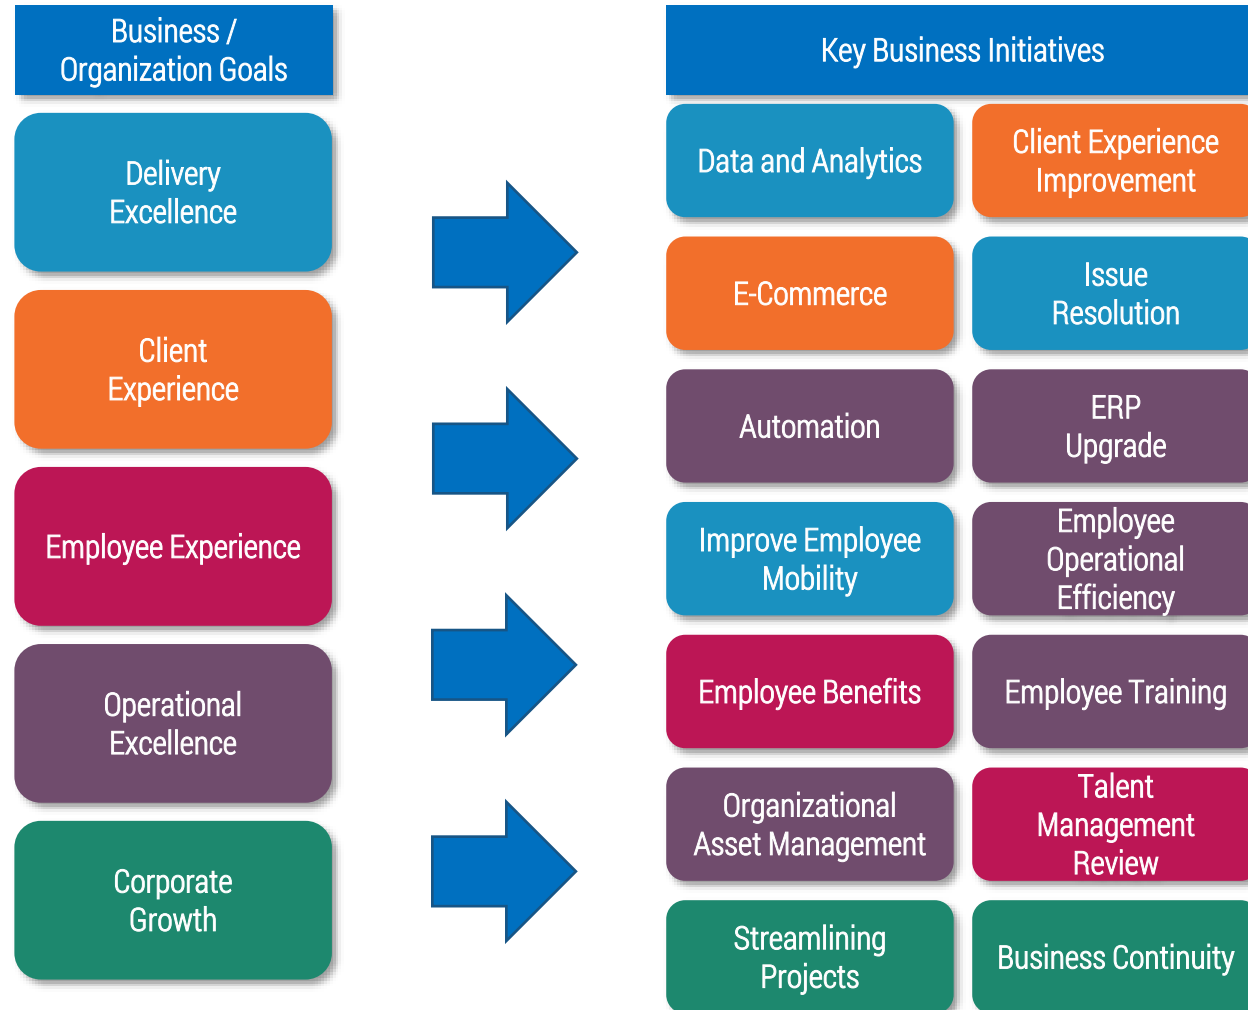 Business /
Organization Goals
Delivery
Excellence
Client
Experience
Employee Experience
Operational
Excellence
Corporate
Growth
Key Business Initiatives
Data and Analytics
Client Experience
Improvement
E-Commerce
Issue
Resolution
Automation
ERP
Upgrade
Improve Employee
Mobility
Employee
Operational
Efficiency
Employee Benefits
Employee Training
Organizational
Asset Management
Talent
Management
Review
Streamlining
Projects
Business Continuity